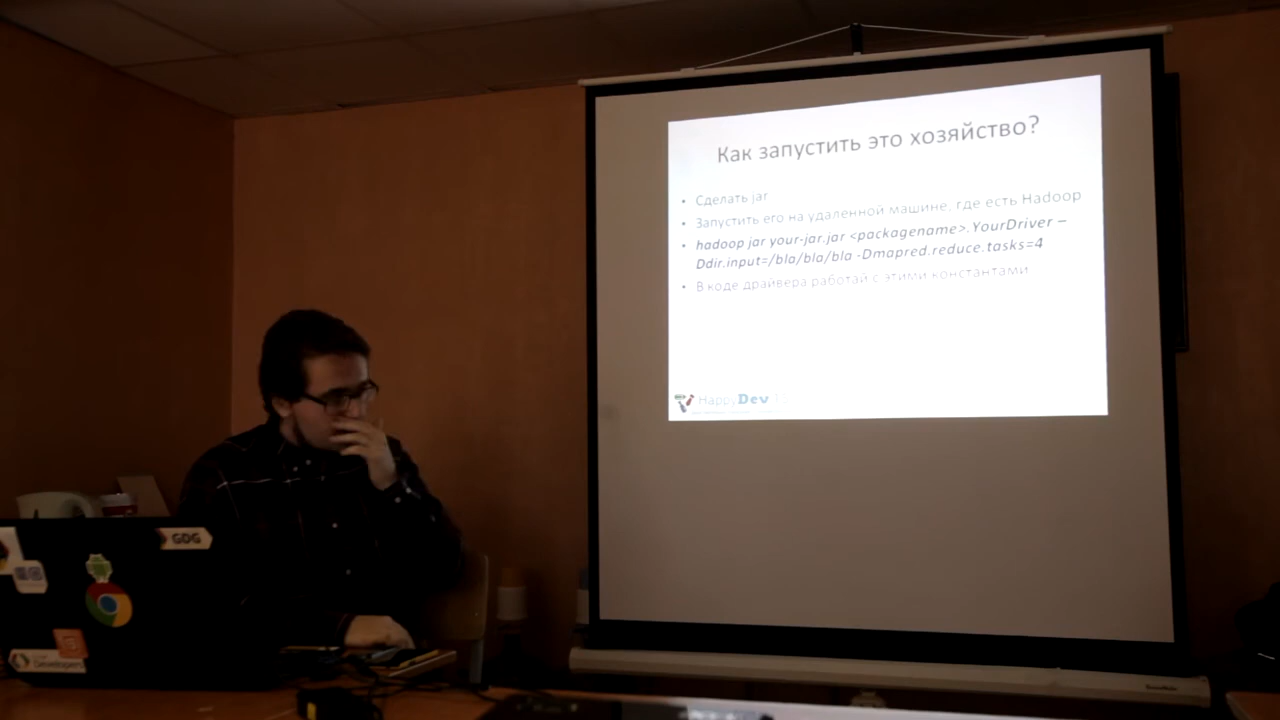 Как запустить это хозяйство?
• Сделать jar
• Запустить его на удаленной машине, где есть Hadoop
• hadoop jar your-jar.jar <packagename>.YourDriver –
Ddir.input=/bla/bla/bla -Dmapred.reduce.tasks=4
• В коде драйвера работай с этими константами
HappyDev
GDG
Developers